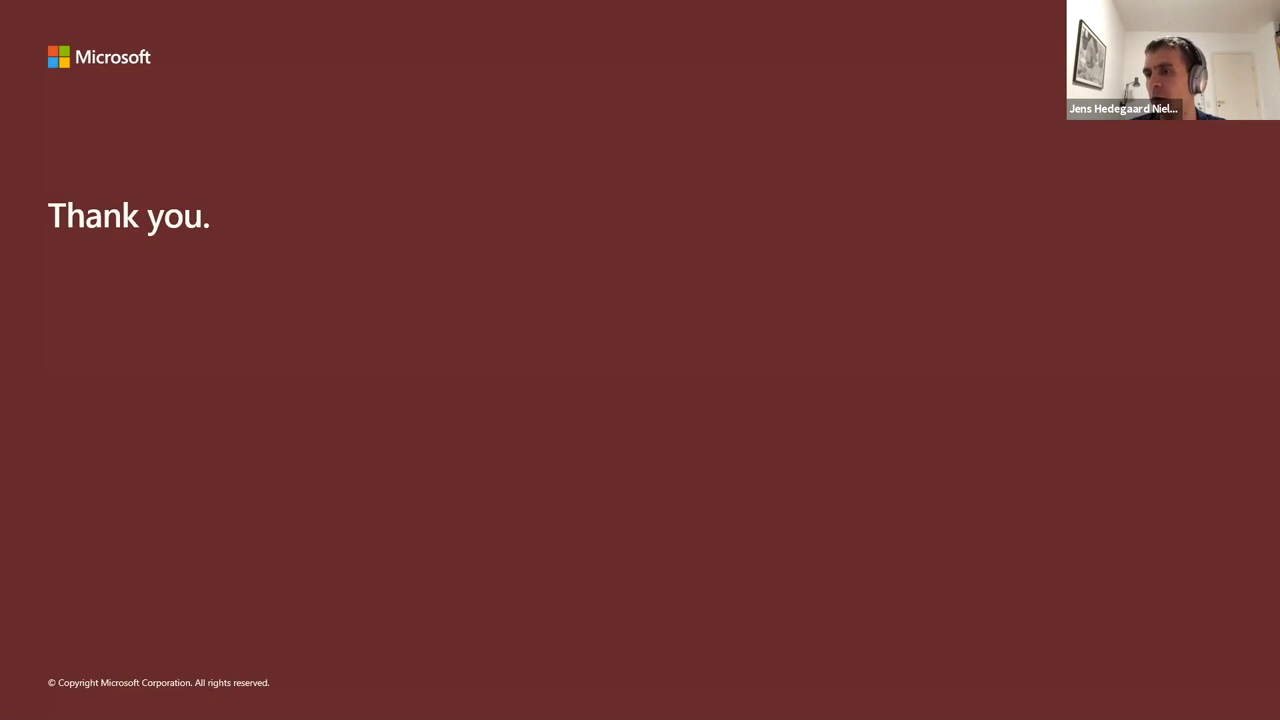 Microsoft
Jens Hedegaard Niel...
Thank you.
© Copyright Microsoft Corporation. All rights reserved.